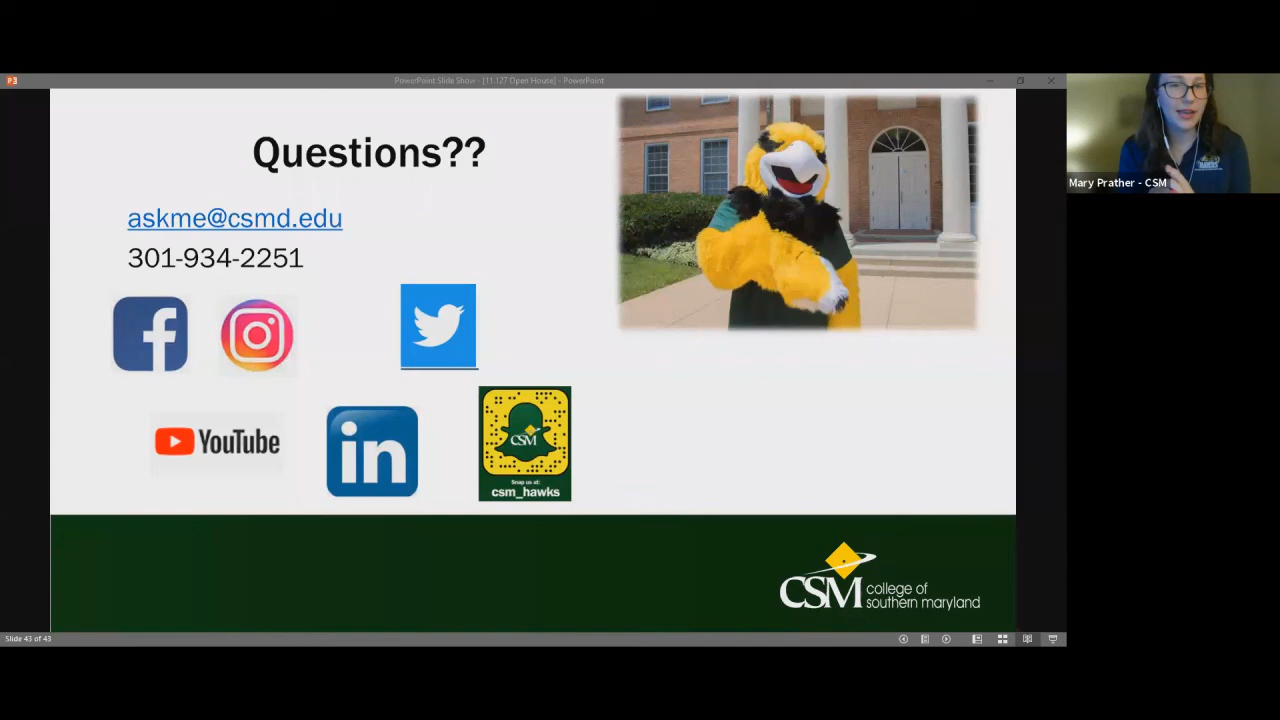 PowerPoint Slide Show - [11.127 Open House] - PowerPoint
Questions??
askme@csmd.edu
301-934-2251
YouTube
in
CSM
Snap us at:
csm_hawks
CSM college of
southern maryland
Slide 43 of 43
Mary Prather - CSM